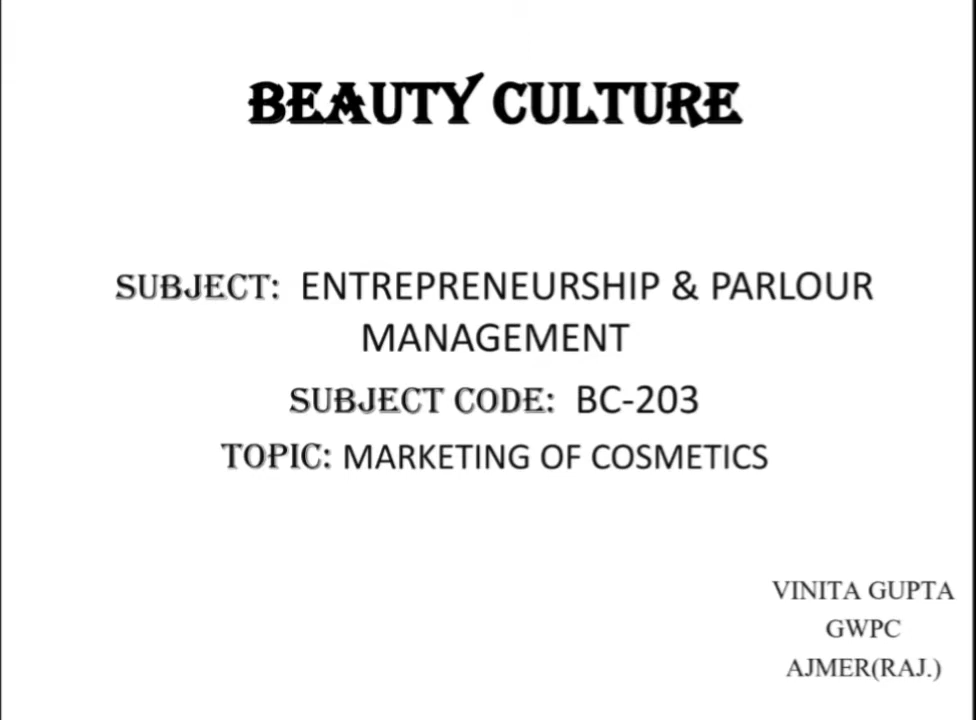 BEAUTY CULTURE
SUBJECT: ENTREPRENEURSHIP & PARLOUR
MANAGEMENT
SUBJECT CODE: BC-203
TOPIC: MARKETING OF COSMETICS
VINITA GUPTA
GWPC
AJMER(RAJ.)